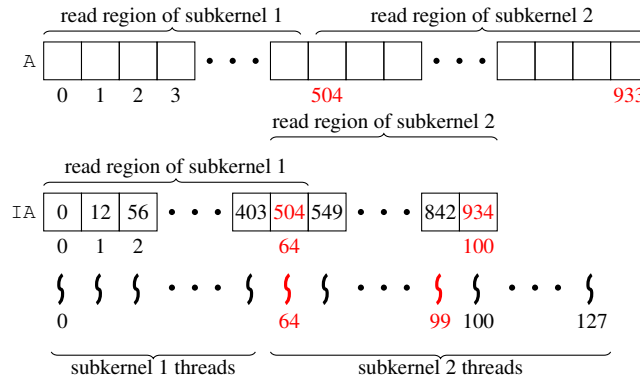 read region of subkernel 1 read region of subkernel 2
A • • • • • •
0 1 2 3 504 933
read region of subkernel 2
read region of subkernel 1
IA 0 12 56 • • • 403 504 549 • • • 842 934
0 1 2 64 100
• • • • • • • • •
0 64 99 100 127
subkernel 1 threads subkernel 2 threads